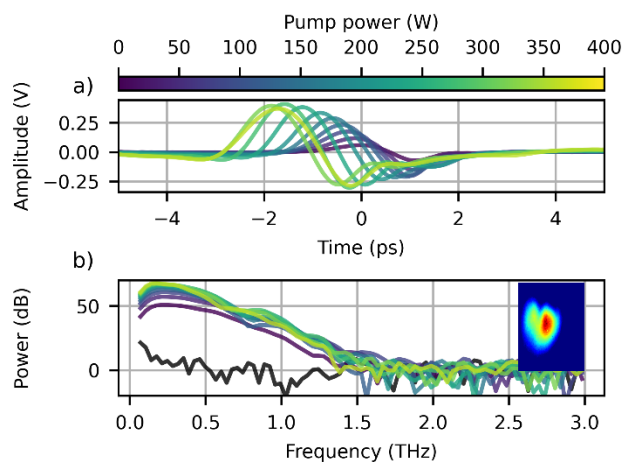 Pump power (W)
0 50 100 150 200 250 300 350 400
a)
Amplitude (V)
0.25
0.00
−0.25
−4 −2 0 2 4
Time (ps)
b)
Power (dB)
50
0
0.0 0.5 1.0 1.5 2.0 2.5 3.0
Frequency (THz)